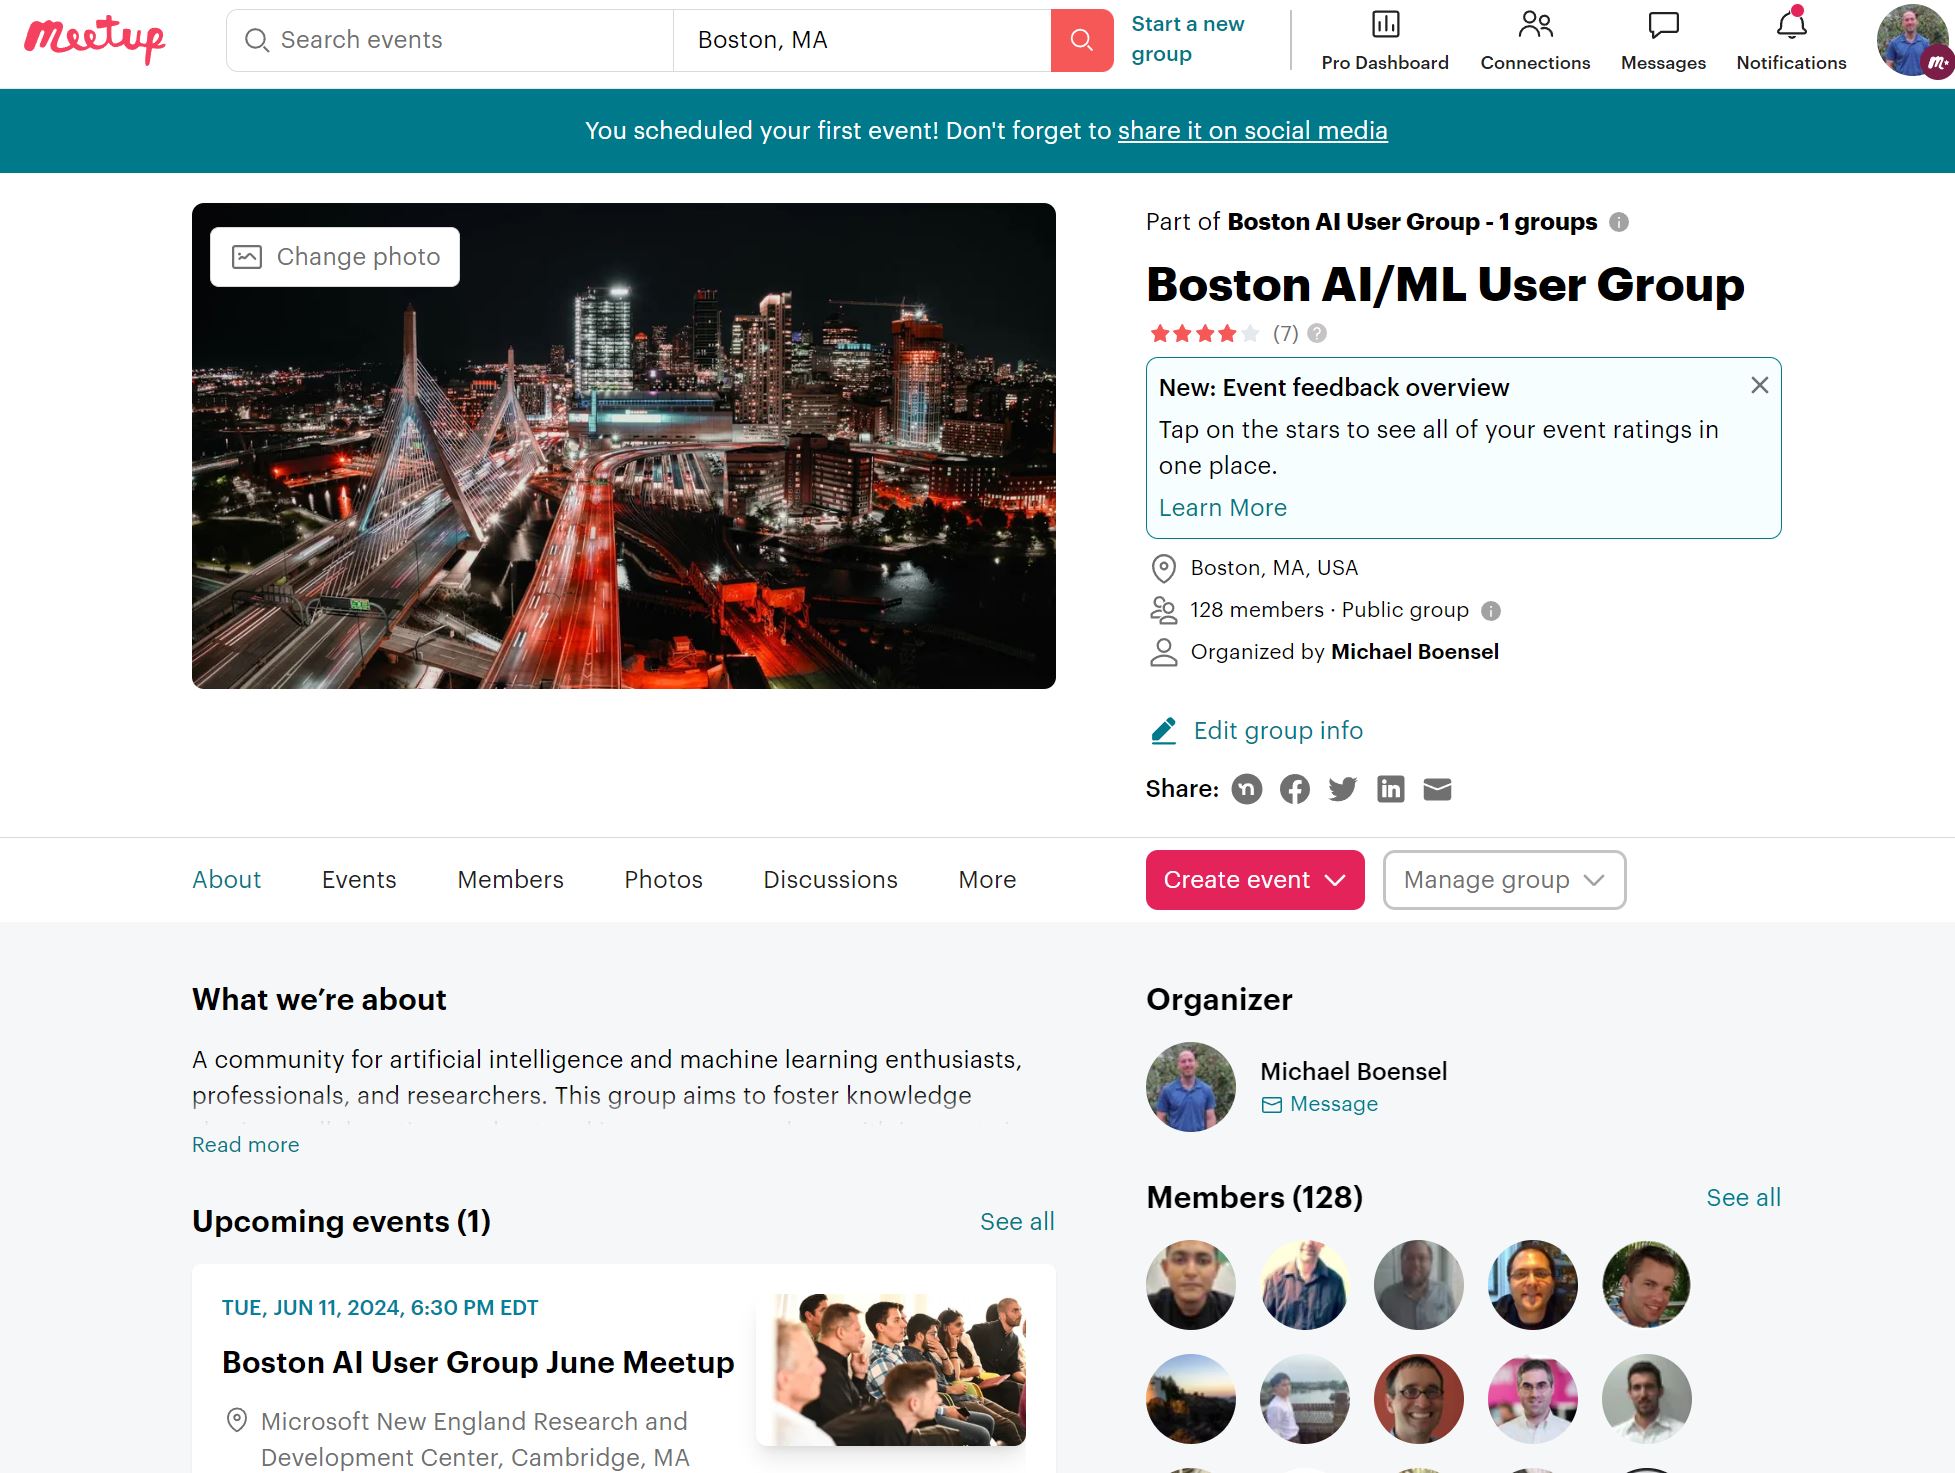 Meetup
Search events
Boston, MA
Start a new
group
Pro Dashboard
Connections
Messages
Notifications
You scheduled your first event! Don't forget to share it on social media
Change photo
Part of Boston AI User Group - 1 groups
Boston AI/ML User Group
(7)
New: Event feedback overview
Tap on the stars to see all of your event ratings in
one place.
Learn More
Boston, MA, USA
128 members · Public group
Organized by Michael Boensel
Edit group info
Share:
About
Events
Members
Photos
Discussions
More
Create event
Manage group
What we’re about
A community for artificial intelligence and machine learning enthusiasts,
professionals, and researchers. This group aims to foster knowledge
Read more
Upcoming events (1)
See all
TUE, JUN 11, 2024, 6:30 PM EDT
Boston AI User Group June Meetup
Microsoft New England Research and
Development Center, Cambridge, MA
Organizer
Michael Boensel
Message
Members (128)
See all